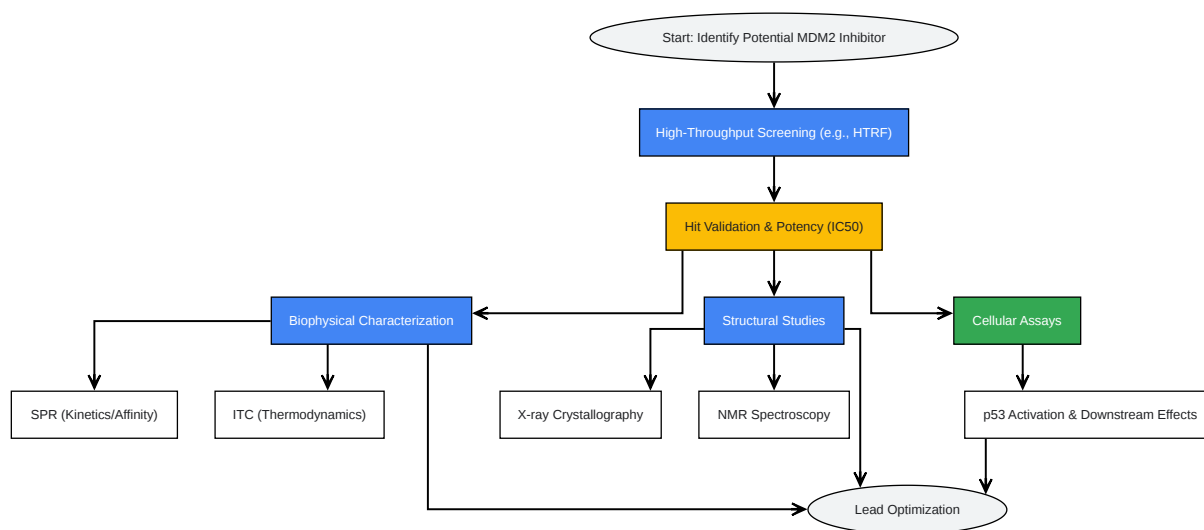 Start: Identify Potential MDM2 Inhibitor
High-Throughput Screening (e.g., HTRF)
Hit Validation & Potency (IC50)
Biophysical Characterization
Structural Studies
Cellular Assays
SPR (Kinetics/Affinity)
ITC (Thermodynamics)
X-ray Crystallography
NMR Spectroscopy
p53 Activation & Downstream Effects
Lead Optimization